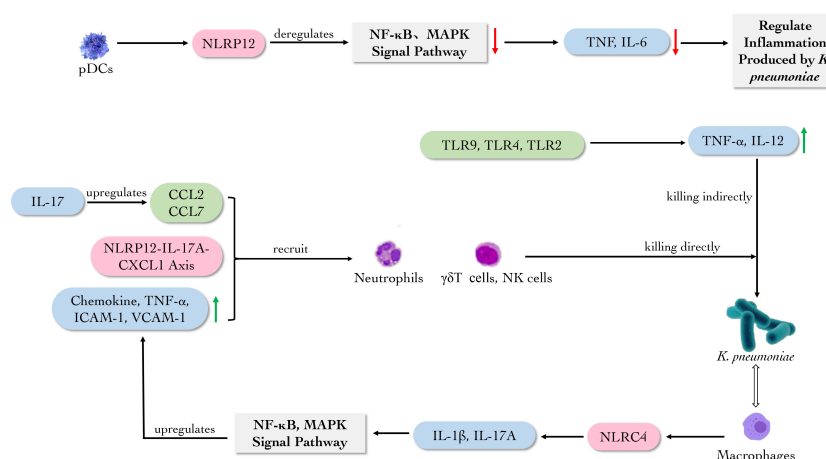 pDCs
NLRP12
deregulates
NF-κB、MAPK
Signal Pathway
TNF, IL-6
Regulate
Inflammation
Produced by K
pneumoniae
TLR9, TLR4, TLR2
TNF-α, IL-12
killing indirectly
IL-17
upregulates
CCL2
CCL7
NLRP12-IL-17A-
CXCL1 Axis
Chemokine, TNF-α,
ICAM-1, VCAM-1
recruit
Neutrophils
γδT cells, NK cells
killing directly
K. pneumoniae
upregulates
NF-κB, MAPK
Signal Pathway
IL-1β, IL-17A
NLRC4
Macrophages